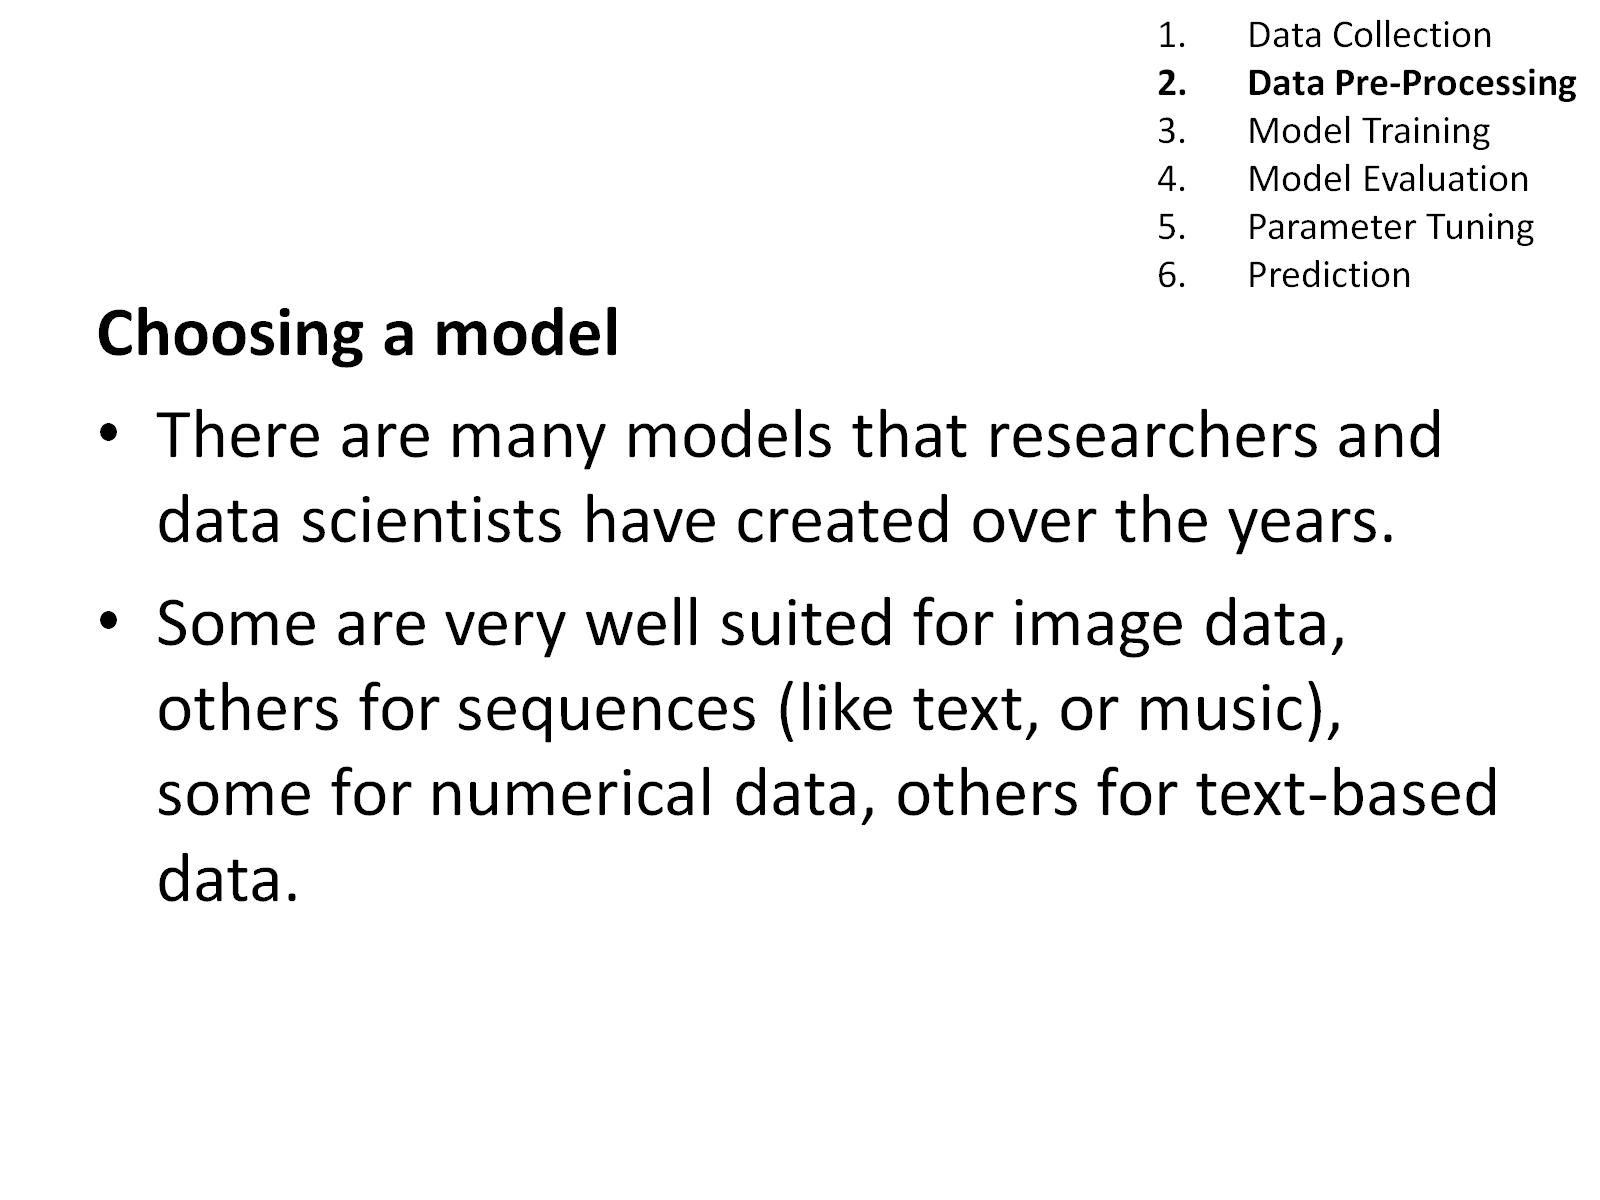 1. Data Collection
2. Data Pre-Processing
3. Model Training
4. Model Evaluation
5. Parameter Tuning
6. Prediction
Choosing a model
• There are many models that researchers and
data scientists have created over the years.
• Some are very well suited for image data,
others for sequences (like text, or music),
some for numerical data, others for text-based
data.